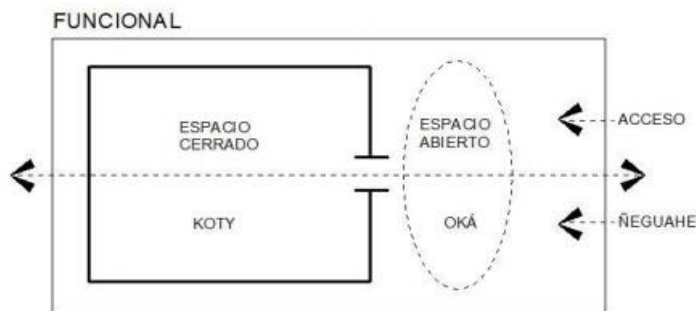 FUNCIONAL
ESPACIO
CERRADO
ESPACIO
ABIERTO
ACCESO
KOTY
OKÁ
ÑEGUAHE